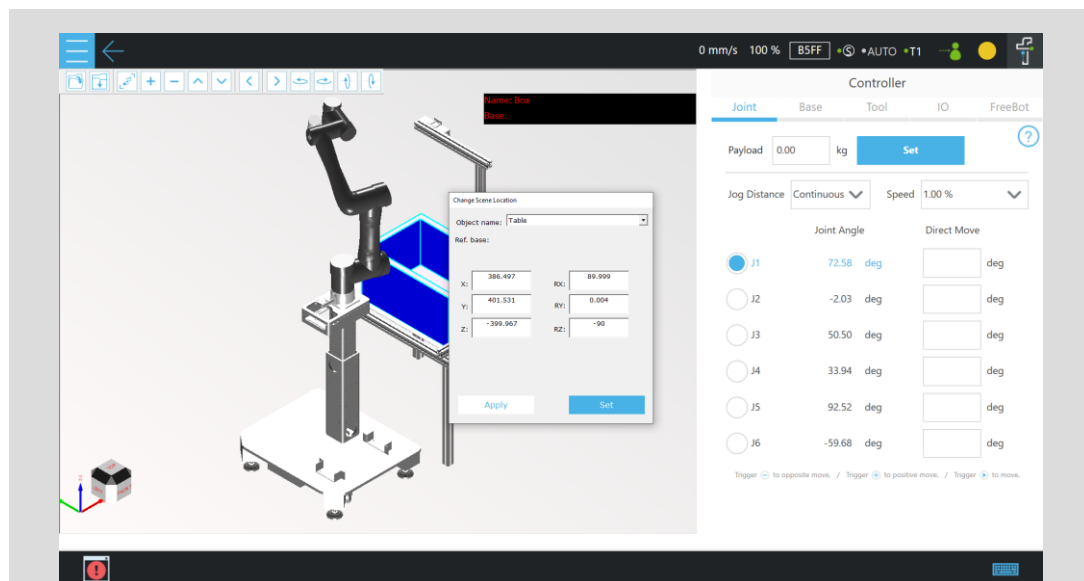 0 mm/s 100 % B5FF S AUTO T1
Name: Box
Base:
Change Scene Location
Object name: Table
Ref. base:
X: 386.497 RX: 89.999
Y: 401.531 RY: 0.004
Z: -399.967 RZ: -90
Apply Set
Controller
Joint Base Tool IO FreeBot
Payload 0.00 kg Set ?
Jog Distance Continuous Speed 1.00 %
Joint Angle Direct Move
J1 72.58 deg deg
J2 -2.03 deg deg
J3 50.50 deg deg
J4 33.94 deg deg
J5 92.52 deg deg
J6 -59.68 deg deg
Trigger - to opposite move. / Trigger + to positive move. / Trigger to move.